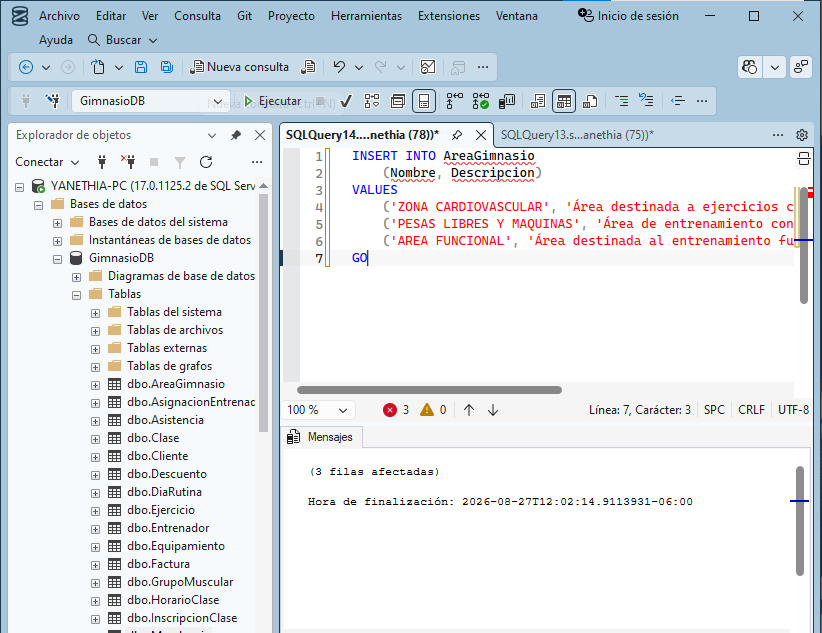 Archivo Editar Ver Consulta Git Proyecto Herramientas Extensiones Ventana Inicio de sesión
Ayuda Buscar
Nueva consulta
GimnasioDB Ejecutar
Explorador de objetos
Conectar
YANETHIA-PC (17.0.1125.2 de SQL Serv
Bases de datos
Bases de datos del sistema
Instantáneas de bases de datos
GimnasioDB
Diagramas de base de datos
Tablas
Tablas del sistema
Tablas de archivos
Tablas externas
Tablas de grafos
dbo.AreaGimnasio
dbo.AsignacionEntrenad
dbo.Asistencia
dbo.Clase
dbo.Cliente
dbo.Descuento
dbo.DiaRutina
dbo.Ejercicio
dbo.Entrenador
dbo.Equipamiento
dbo.Factura
dbo.GrupoMuscular
dbo.HorarioClase
dbo.InscripcionClase
SQLQuery14....nethia (78))* SQLQuery13.s...anethia (75))*
1 INSERT INTO AreaGimnasio
2 (Nombre, Descripcion)
3 VALUES
4 ('ZONA CARDIOVASCULAR', 'Área destinada a ejercicios c
5 ('PESAS LIBRES Y MAQUINAS', 'Área de entrenamiento con
6 ('AREA FUNCIONAL', 'Área destinada al entrenamiento fu
7 GO
100 % 3 0 Línea: 7, Carácter: 3 SPC CRLF UTF-8
Mensajes
(3 filas afectadas)
Hora de finalización: 2026-08-27T12:02:14.9113931-06:00